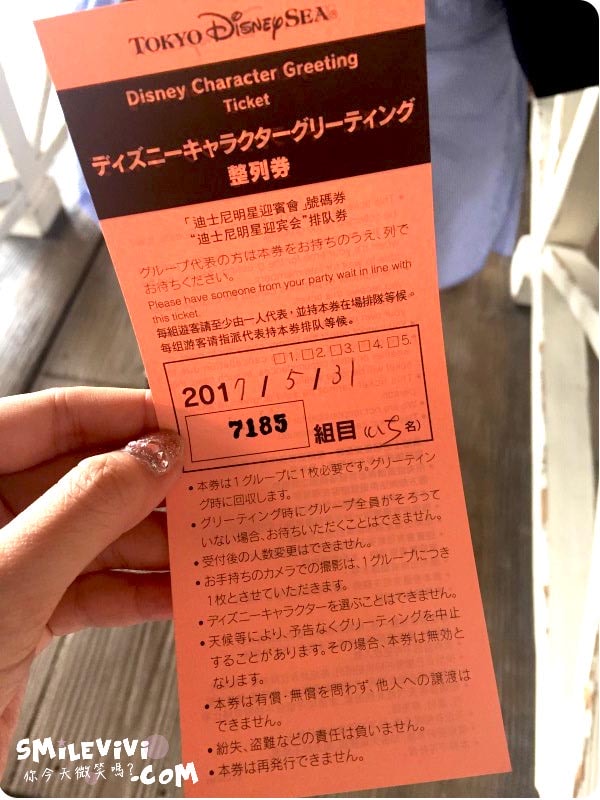 TOKYO DisneySEA®
Disney Character Greeting
Ticket
ディズニーキャラクターグリーティング
整列券
「迪士尼明星迎賓會」號碼券
“迪士尼明星迎宾会”排队券
グループ代表の方は本券をお持ちのうえ、列で
お待ちください。
Please have someone from your party wait in line with
this ticket.
每組遊客請至少由一人代表，並持本券在場排隊等候。
每组游客请指派代表持本券排队等候。
□1. □2. □3. □4. □5.
2017/5/31
7185 組目(いち名)
•本券は1グループに1枚必要です。グリーティン
グ時に回収します。
•グリーティング時にグループ全員がそろって
いない場合、お待ちいただくことはできません。
•受付後の人数変更はできません。
•お手持ちのカメラでの撮影は、1グループにつき
1枚とさせていただきます。
•ディズニーキャラクターを選ぶことはできません。
•天候等により、予告なくグリーティングを中止
することがあります。その場合、本券は無効と
なります。
•本券は有償・無償を問わず、他人への譲渡は
できません。
•紛失、盗難などの責任は負いません。
•本券は再発行できません。
SMiLEViVi
你今天微笑嗎?.COM